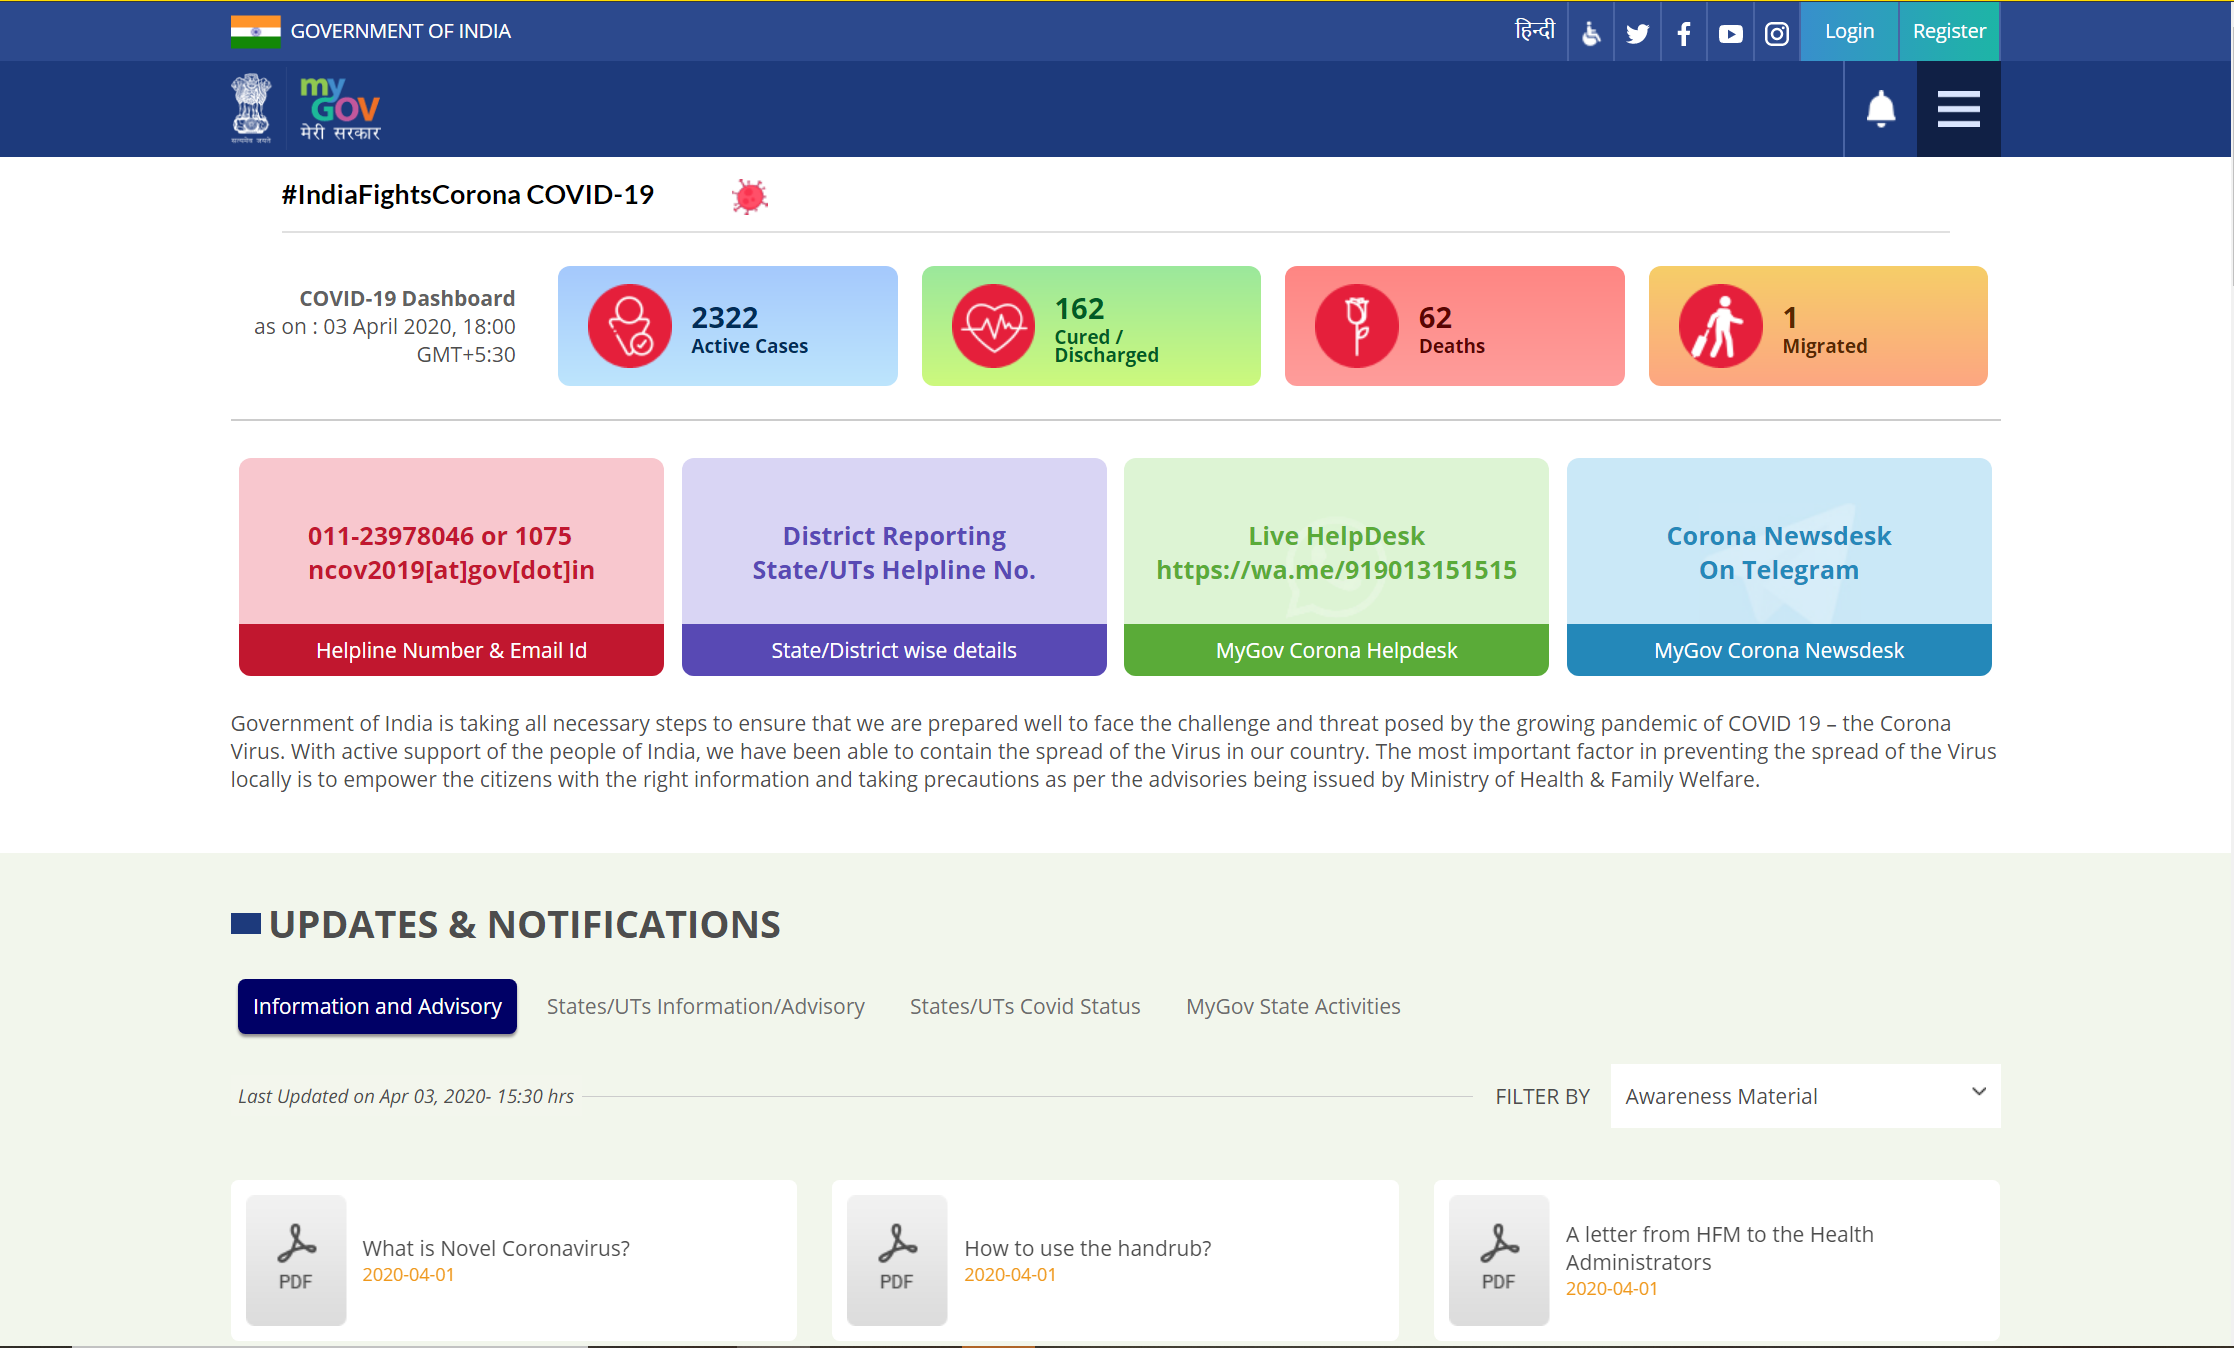 GOVERNMENT OF INDIA
हिन्दी
Login
Register
सत्यमेव जयते
my
GOV
मेरी सरकार
#IndiaFightsCorona COVID-19
COVID-19 Dashboard
as on : 03 April 2020, 18:00
GMT+5:30
2322
Active Cases
162
Cured /
Discharged
62
Deaths
1
Migrated
011-23978046 or 1075
ncov2019[at]gov[dot]in
Helpline Number & Email Id
District Reporting
State/UTs Helpline No.
State/District wise details
Live HelpDesk
https://wa.me/919013151515
MyGov Corona Helpdesk
Corona Newsdesk
On Telegram
MyGov Corona Newsdesk
Government of India is taking all necessary steps to ensure that we are prepared well to face the challenge and threat posed by the growing pandemic of COVID 19 – the Corona
Virus. With active support of the people of India, we have been able to contain the spread of the Virus in our country. The most important factor in preventing the spread of the Virus
locally is to empower the citizens with the right information and taking precautions as per the advisories being issued by Ministry of Health & Family Welfare.
UPDATES & NOTIFICATIONS
Information and Advisory
States/UTs Information/Advisory
States/UTs Covid Status
MyGov State Activities
Last Updated on Apr 03, 2020- 15:30 hrs
FILTER BY
Awareness Material
PDF
What is Novel Coronavirus?
2020-04-01
PDF
How to use the handrub?
2020-04-01
PDF
A letter from HFM to the Health
Administrators
2020-04-01